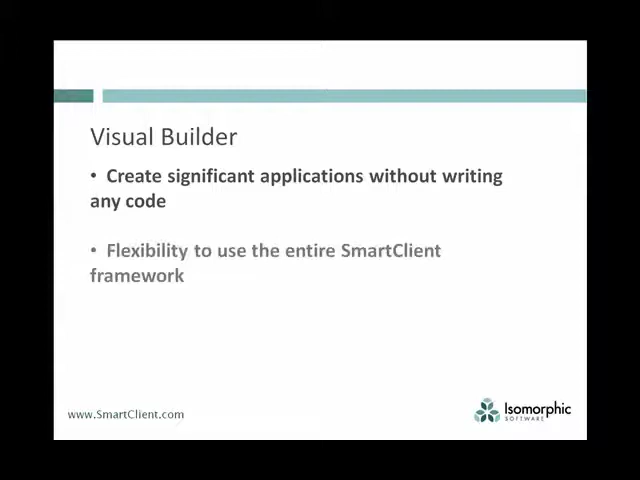 Visual Builder
• Create significant applications without writing
any code
• Flexibility to use the entire SmartClient
framework
www.SmartClient.com
Isomorphic
SOFTWARE